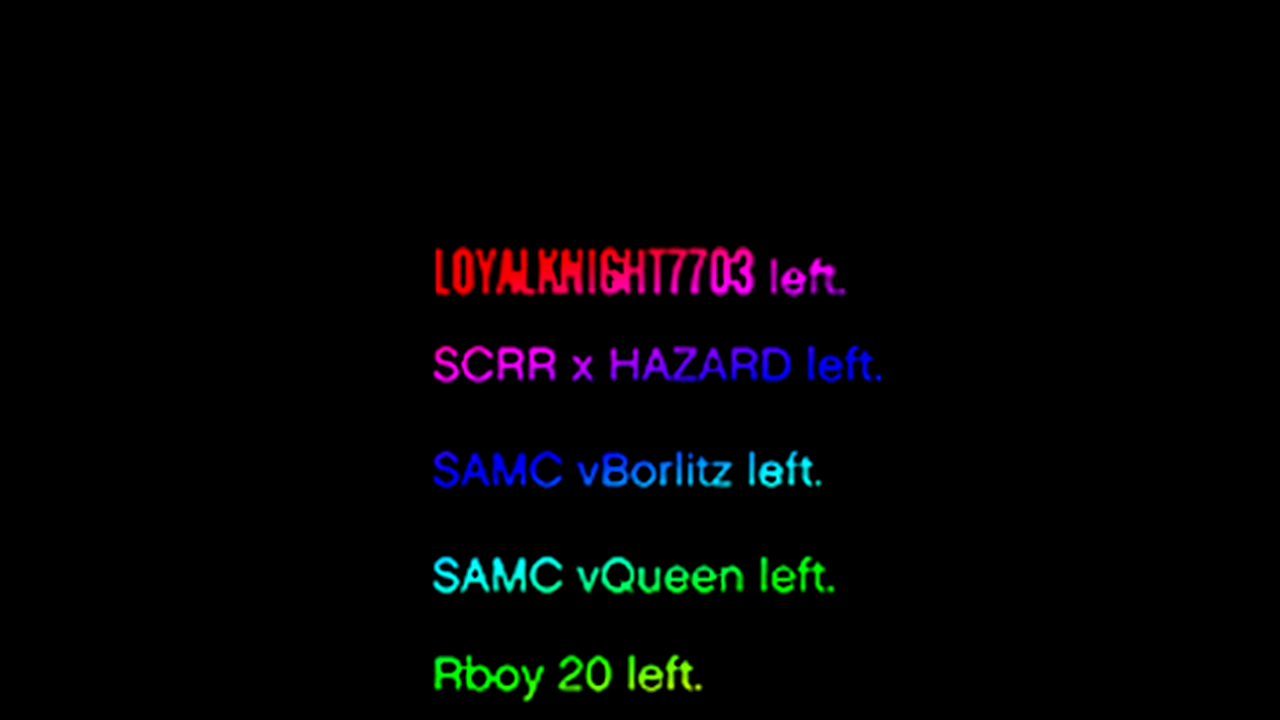 LOYALKNIGHT7703 left.
SCRR x HAZARD left.
SAMC vBorlitz left.
SAMC vQueen left.
Rboy 20 left.